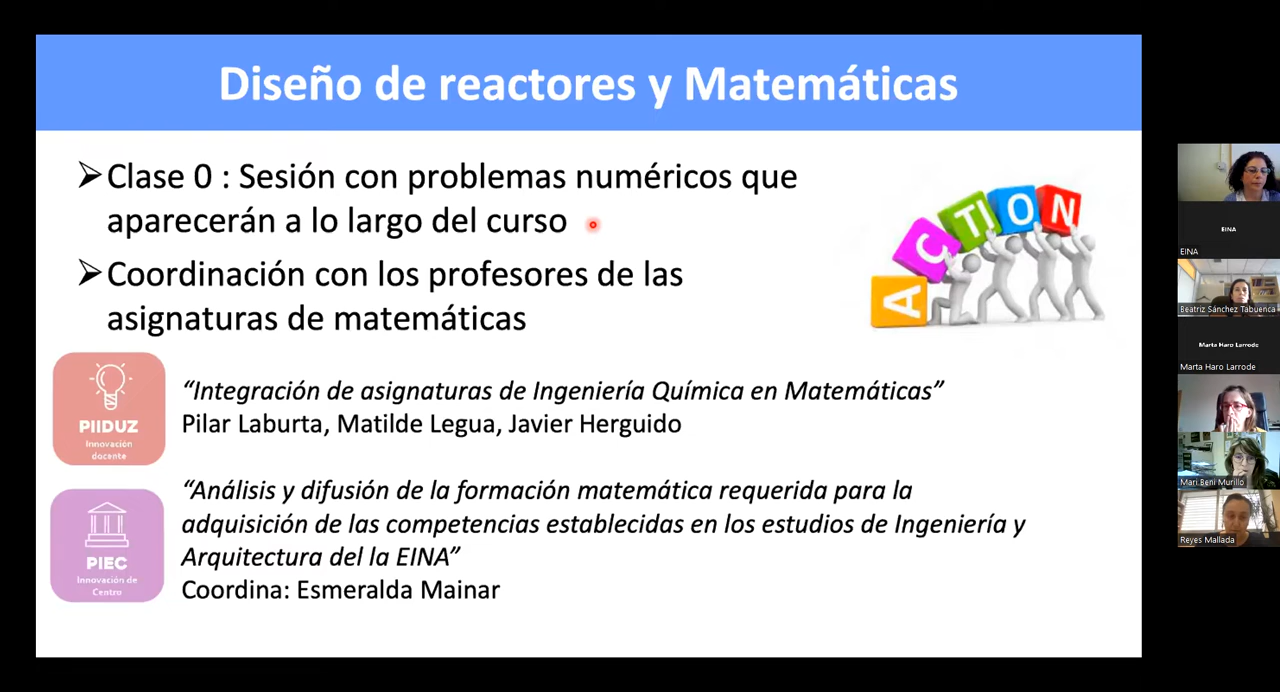 Diseño de reactores y Matemáticas
Clase 0 : Sesión con problemas numéricos que
aparecerán a lo largo del curso
Coordinación con los profesores de las
asignaturas de matemáticas
ACTION
PIIDUZ
Innovación
docente
“Integración de asignaturas de Ingeniería Química en Matemáticas”
Pilar Laburta, Matilde Legua, Javier Herguido
PIEC
Innovación de
Centro
“Análisis y difusión de la formación matemática requerida para la
adquisición de las competencias establecidas en los estudios de Ingeniería y
Arquitectura del la EINA”
Coordina: Esmeralda Mainar
EINA
EINA
Beatriz Sánchez Tabuenca
Marta Haro Larrode
Marta Haro Larrode
Mari.Beni Murillo
Reyes Mallada